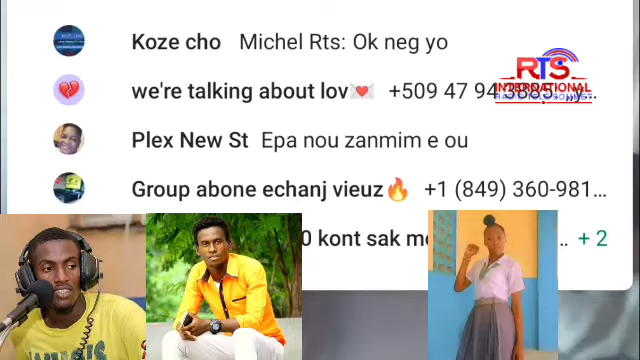 Koze cho Michel Rts: Ok neg yo
RTS
we're talking about lov💌 +509 47 94 3885: ,y…
INTERNATIONAL
Plex New St Epa nou zanmim e ou
Group abone echanj vieuz🔥 +1 (849) 360-981...
0 kont sak m … + 2